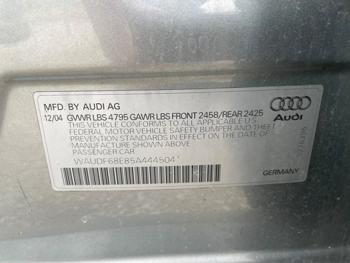 MFD. BY AUDI AG
12/04 GVWR LBS 4795 GAWR LBS FRONT 2458/REAR 2425
THIS VEHICLE CONFORMS TO ALL APPLICABLE U.S.
FEDERAL MOTOR VEHICLE SAFETY BUMPER AND THEFT
PREVENTION STANDARDS IN EFFECT ON THE DATE OF
MANUFACTURE SHOWN ABOVE
PASSENGER CAR
WAUDF68E85A444504
Audi
GERMANY